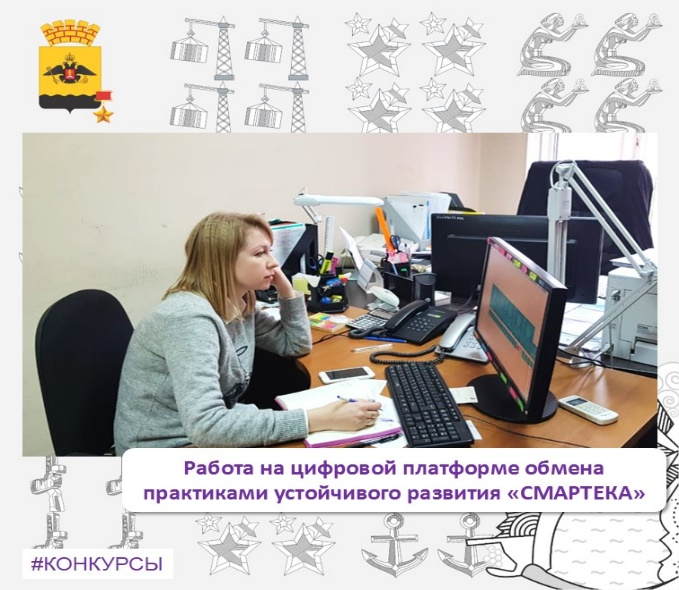 Работа на цифровой платформе обмена
практиками устойчивого развития «СМАРТЕКА»
#КОНКУРСЫ